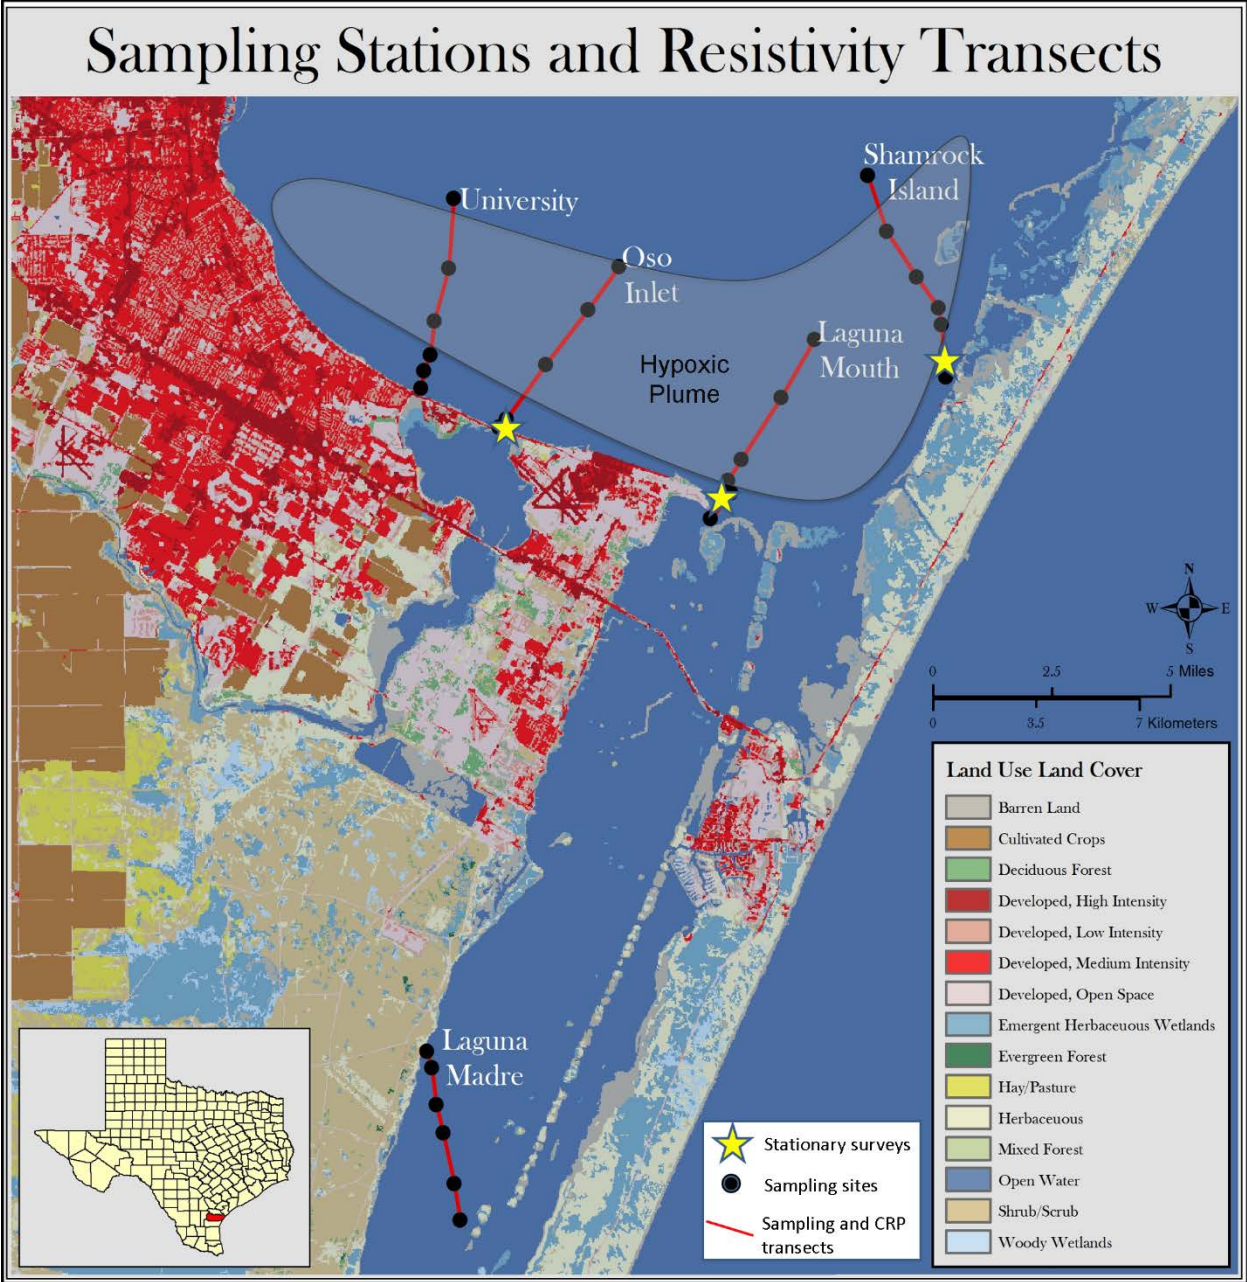 Sampling Stations and Resistivity Transects
Shamrock
Island
University
Oso
Inlet
Laguna
Mouth
Hypoxic
Plume
N
W
E
S
0
2.5
5 Miles
0
3.5
7 Kilometers
Land Use Land Cover
Barren Land
Cultivated Crops
Deciduous Forest
Developed, High Intensity
Developed, Low Intensity
Developed, Medium Intensity
Developed, Open Space
Emergent Herbaceuous Wetlands
Evergreen Forest
Hay/Pasture
Herbaceuous
Mixed Forest
Open Water
Shrub/Scrub
Woody Wetlands
Laguna
Madre
Stationary surveys
Sampling sites
Sampling and CRP
transects